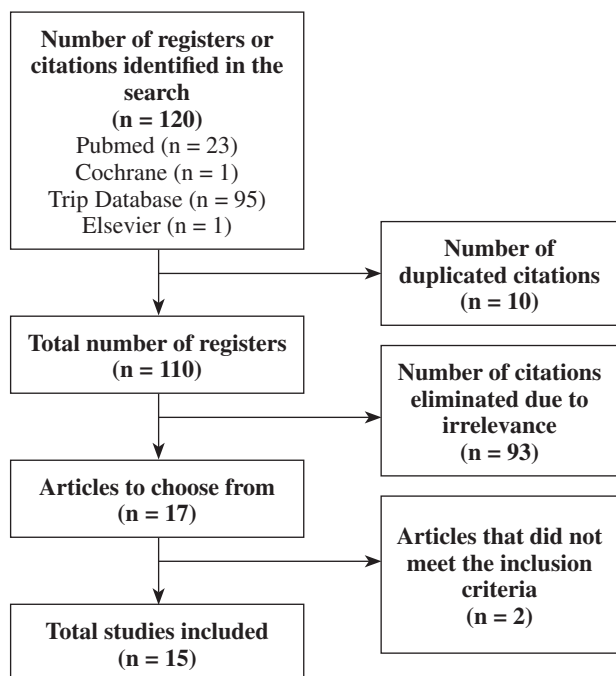 Number of registers or
citations identified in the
search
(n = 120)
Pubmed (n = 23)
Cochrane (n = 1)
Trip Database (n = 95)
Elsevier (n = 1)
Number of
duplicated citations
(n = 10)
Total number of registers
(n = 110)
Number of citations
eliminated due to
irrelevance
(n = 93)
Articles to choose from
(n = 17)
Articles that did not
meet the inclusion
criteria
(n = 2)
Total studies included
(n = 15)